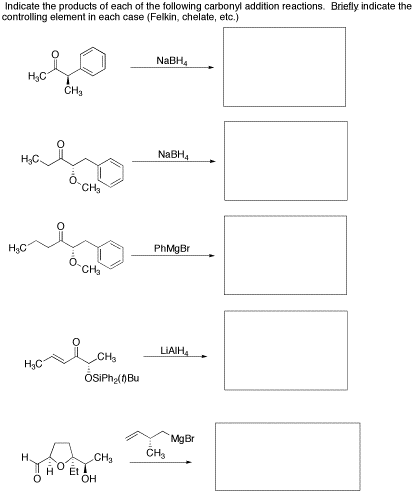 Indicate the products of each of the following carbonyl addition reactions. Briefly indicate the
controlling element in each case (Felkin, chelate, etc.)
O
NaBH4
H3C
CH3
O
NaBH4
H3C
O
CH3
O
PhMgBr
H3C
O
CH3
O
LiAlH4
CH3
H3C
OSiPh2(t)Bu
MgBr
CH3
CH3
H
O
H
O
Et
OH